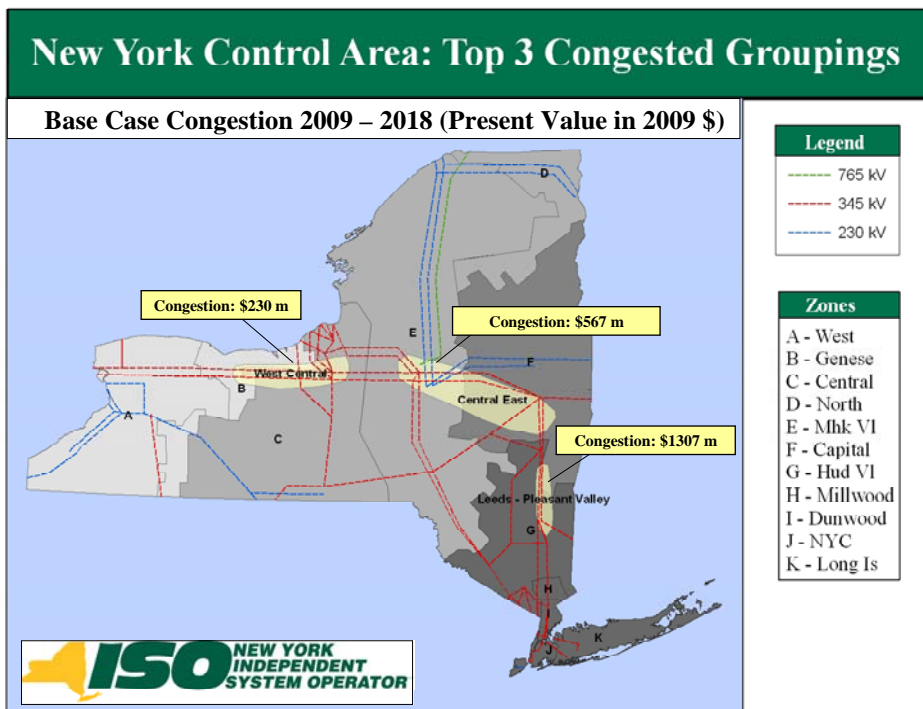 New York Control Area: Top 3 Congested Groupings
Base Case Congestion 2009 – 2018 (Present Value in 2009 $)
Legend
765 kV
345 kV
230 kV
D
Congestion: $230 m
Congestion: $567 m
E
F
West Central
B
Central East
A
C
Congestion: $1307 m
Leeds - Pleasant Valley
G
H
I
K
J
Zones
A - West
B - Genese
C - Central
D - North
E - Mhk Vl
F - Capital
G - Hud Vl
H - Millwood
I - Dunwood
J - NYC
K - Long Is
ISO
NEW YORK
INDEPENDENT
SYSTEM OPERATOR